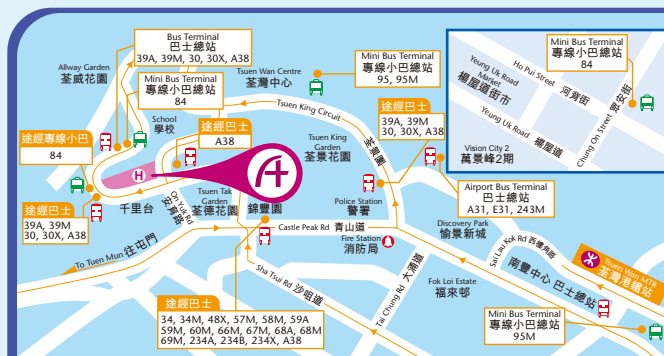 Bus Terminal
巴士總站
39A, 39M, 30, 30X, A38
Allway Garden
荃威花園
Mini Bus Terminal
專線小巴總站
84
School
學校
途經專線小巴
84
途經巴士
A38
Tsuen Wan Centre
荃灣中心
Mini Bus Terminal
專線小巴總站
95, 95M
Tsuen King Circuit
荃景圍
Tsuen King
Garden
荃景花園
途經巴士
39A, 39M
30, 30X, A38
Mini Bus Terminal
專線小巴總站
84
Yeung Uk Road
Market
楊屋道街市
Ho Pui Street
河背街
Yeung Uk Road
楊屋道
Chung On Street
眾安街
Vision City 2
萬景峰2期
Airport Bus Terminal
巴士總站
A31, E31, 243M
H
途經巴士
39A, 39M
30, 30X, A38
千里台
On Yuk Rd
安育路
Tsuen Tak
Garden
荃德花園
錦豐園
Police Station
警署
Castle Peak Rd
青山道
Fire Station
消防局
Discovery Park
愉景新城
Sai Lau Kok Rd
西樓角路
Tsuen Wan MTR
荃灣港鐵站
南豐中心
巴士總站
To Tuen Mun
往屯門
Sha Tsui Rd
沙咀道
Tai Chung Rd
大涌道
Fok Loi Estate
福來邨
途經巴士
34, 34M, 48X, 57M, 58M, 59A
59M, 60M, 66M, 67M, 68A, 68M
69M, 234A, 234B, 234X, A38
Mini Bus Terminal
專線小巴總站
95M